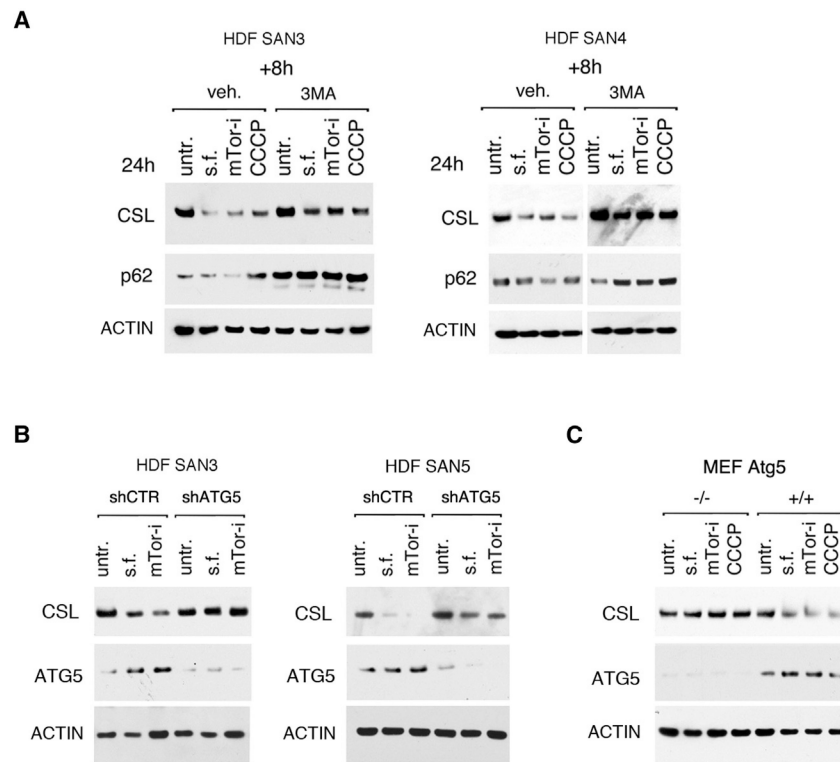 A
HDF SAN3
+8h
veh. 3MA
24h untr. s.f. mTor-i CCCP untr. s.f. mTor-i CCCP
CSL
p62
ACTIN
HDF SAN4
+8h
veh. 3MA
24h untr. s.f. mTor-i CCCP untr. s.f. mTor-i CCCP
CSL
p62
ACTIN
B
HDF SAN3
shCTR shATG5
untr. s.f. mTor-i untr. s.f. mTor-i
CSL
ATG5
ACTIN
HDF SAN5
shCTR shATG5
untr. s.f. mTor-i untr. s.f. mTor-i
CSL
ATG5
ACTIN
C
MEF Atg5
-/- +/+
untr. s.f. mTor-i CCCP untr. s.f. mTor-i CCCP
CSL
ATG5
ACTIN